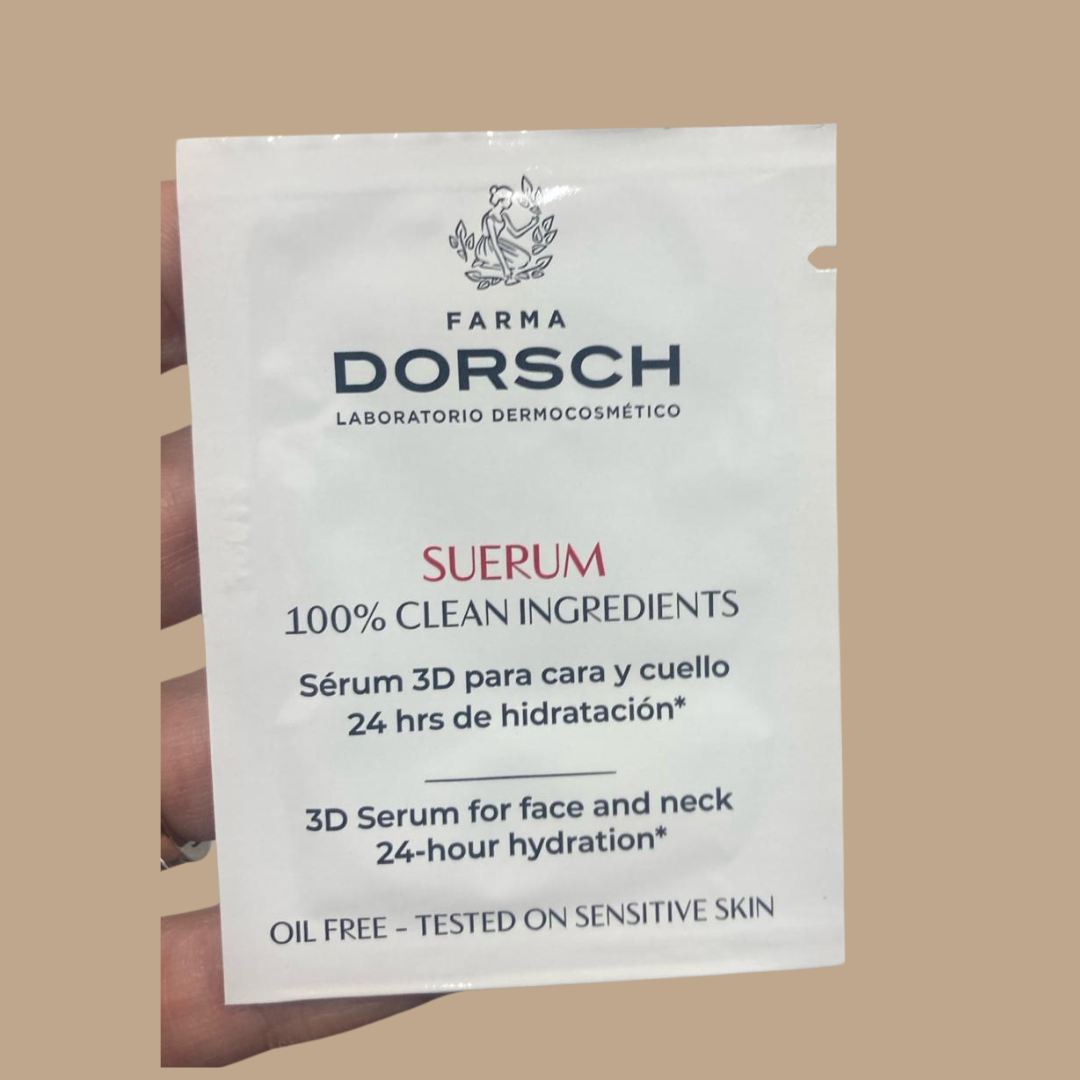 FARMA
DORSCH
LABORATORIO DERMOCOSMÉTICO
SUERUM
100% CLEAN INGREDIENTS
Sérum 3D para cara y cuello
24 hrs de hidratación*
3D Serum for face and neck
24-hour hydration*
OIL FREE - TESTED ON SENSITIVE SKIN